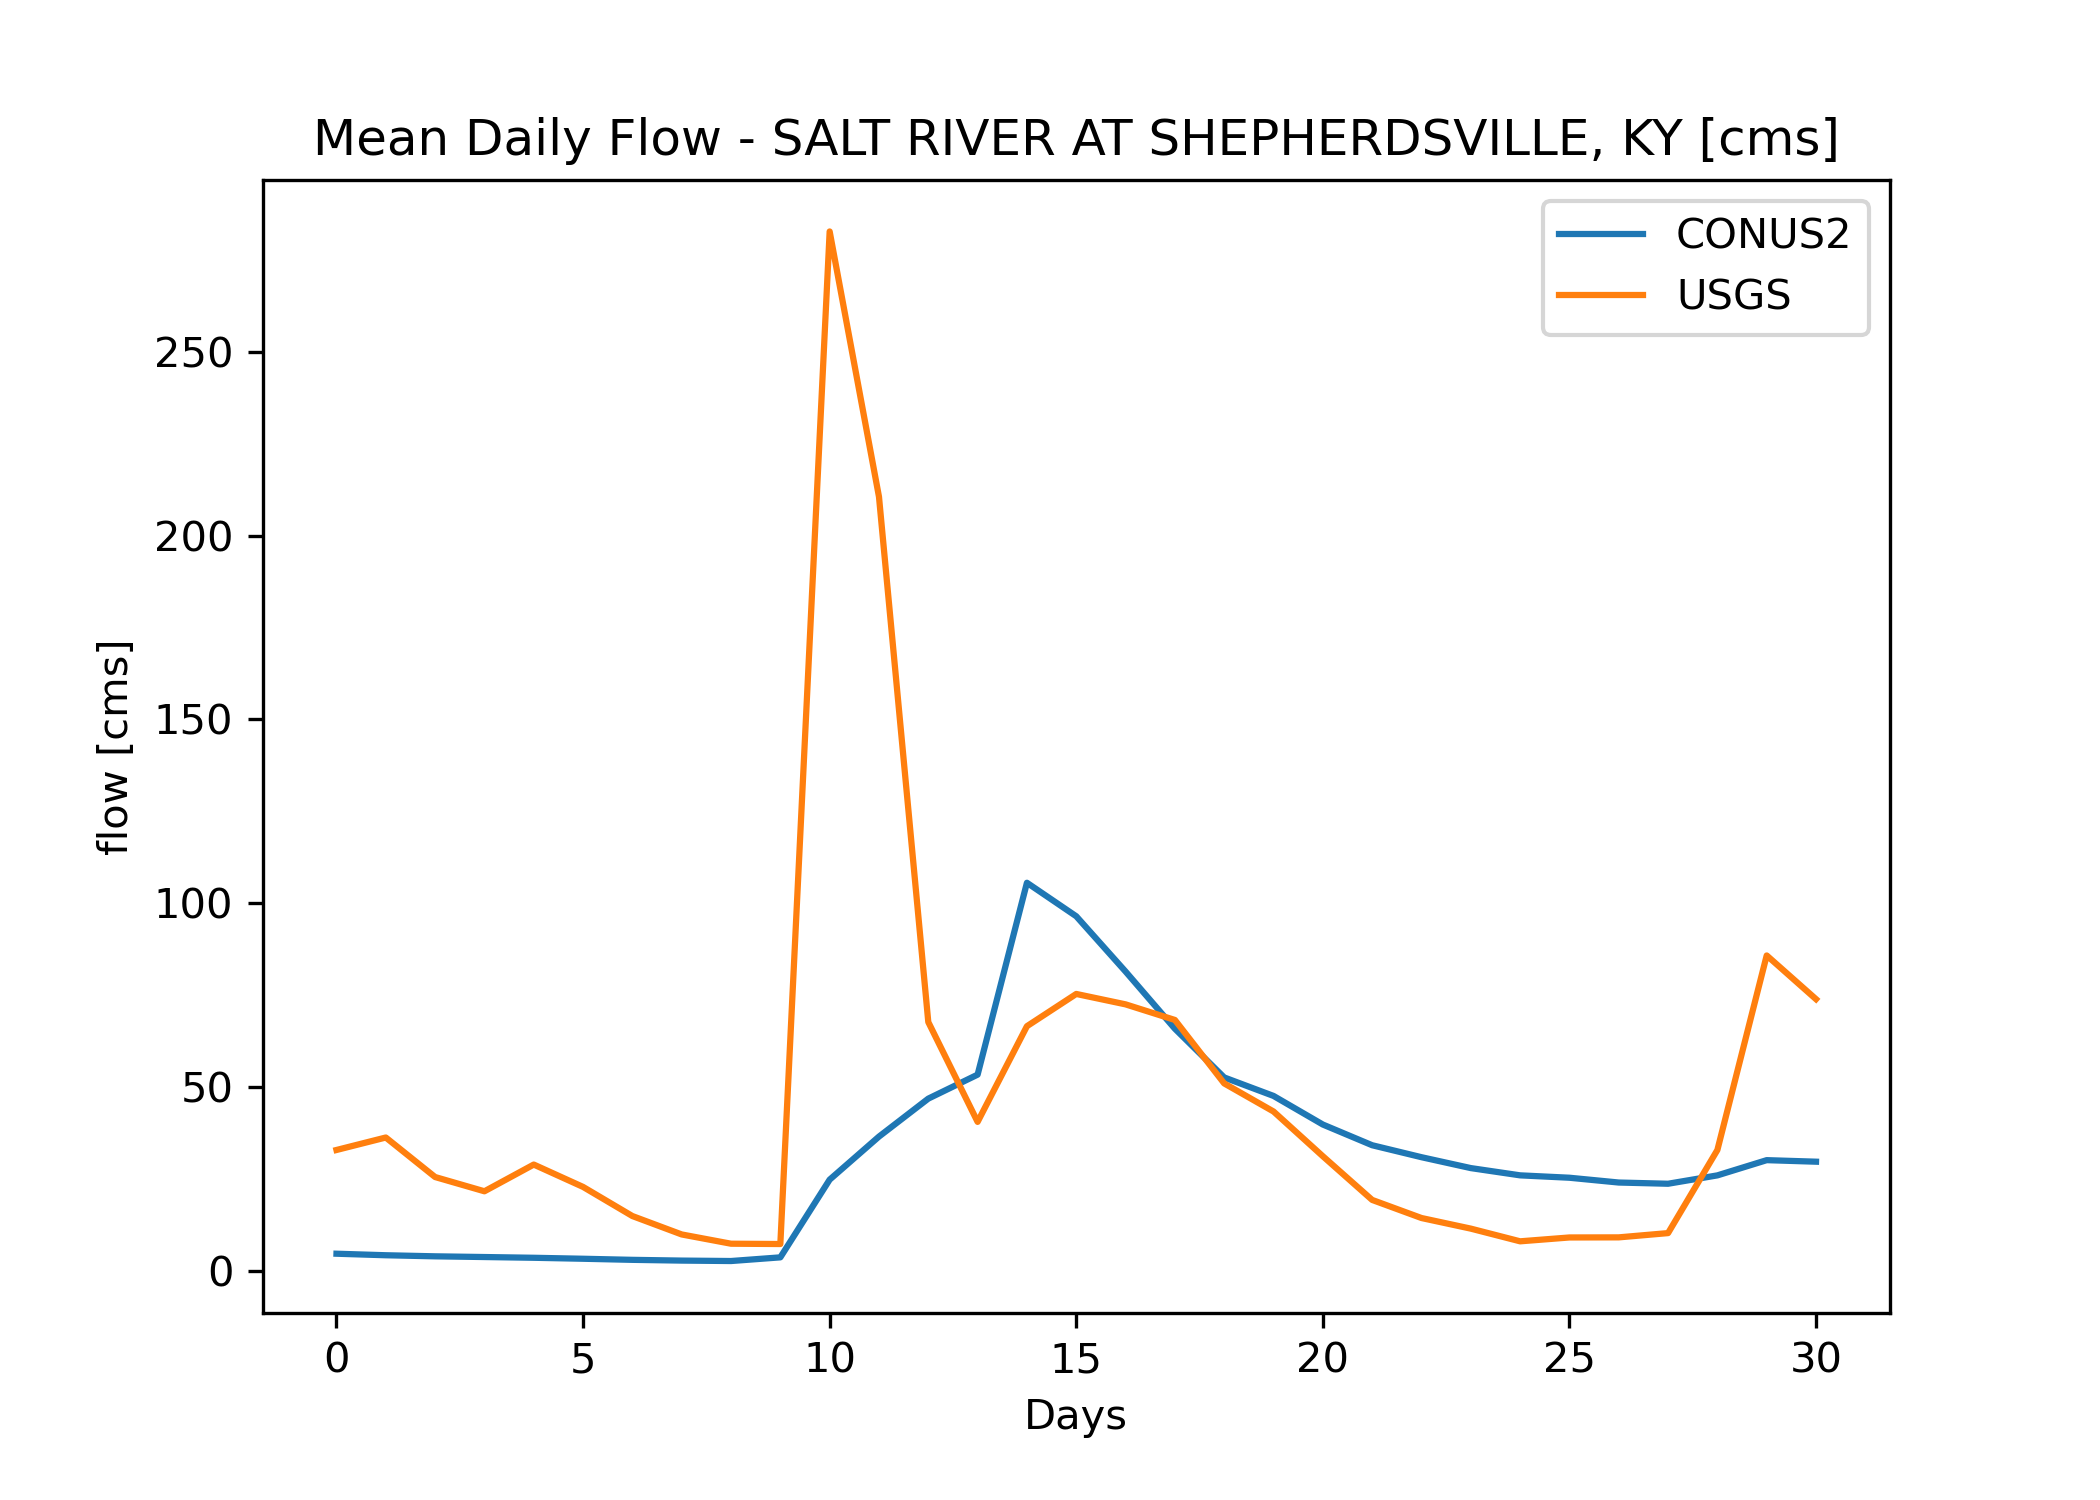 Mean Daily Flow - SALT RIVER AT SHEPHERDSVILLE, KY [cms]
CONUS2
USGS
250
200
150
100
50
0
flow [cms]
0 5 10 15 20 25 30
Days